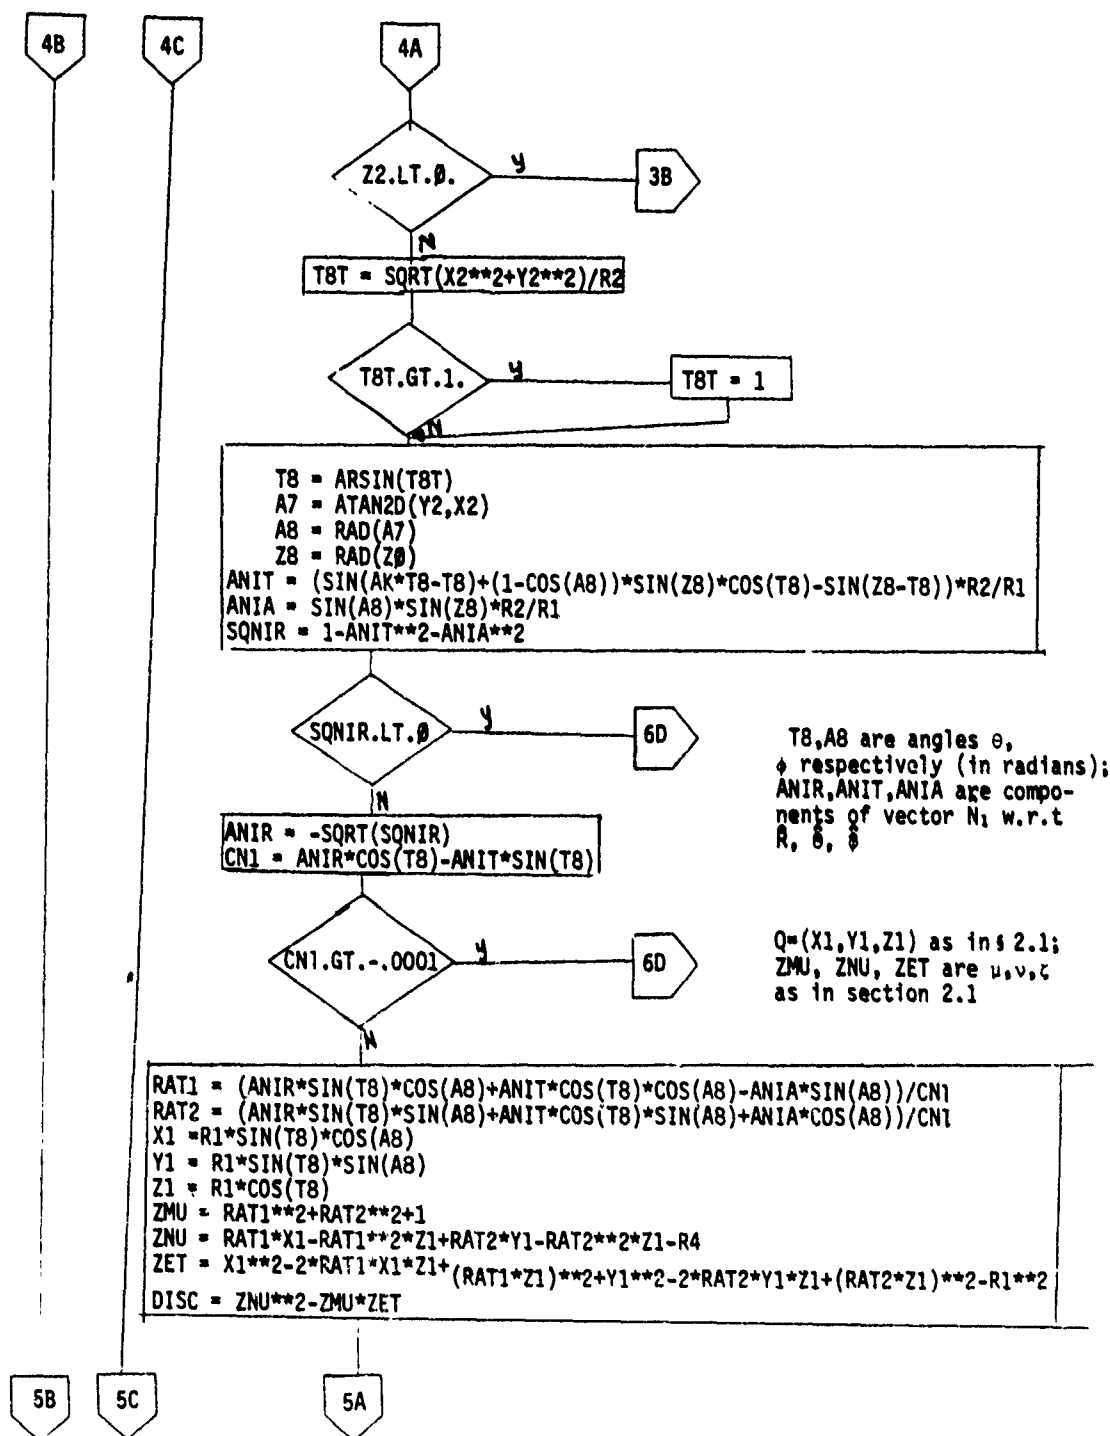 4B
4C
4A
Z2.LT.Ø.
y
3B
N
T8T = SQRT(X2**2+Y2**2)/R2
T8T.GT.1.
y
T8T = 1
N
T8 = ARSIN(T8T)
A7 = ATAN2D(Y2,X2)
A8 = RAD(A7)
Z8 = RAD(ZØ)
ANIT = (SIN(AK*T8-T8)+(1-COS(A8))*SIN(Z8)*COS(T8)-SIN(Z8-T8))*R2/R1
ANIA = SIN(A8)*SIN(Z8)*R2/R1
SQNIR = 1-ANIT**2-ANIA**2
SQNIR.LT.Ø
y
6D
T8,A8 are angles θ,
ϕ respectively (in radians);
ANIR,ANIT,ANIA are compo-
nents of vector N₁ w.r.t
R̂, θ̂, ϕ̂
N
ANIR = -SQRT(SQNIR)
CN1 = ANIR*COS(T8)-ANIT*SIN(T8)
CN1.GT.-.0001
y
6D
Q=(X1,Y1,Z1) as in § 2.1;
ZMU, ZNU, ZET are μ,ν,ζ
as in section 2.1
N
RAT1 = (ANIR*SIN(T8)*COS(A8)+ANIT*COS(T8)*COS(A8)-ANIA*SIN(A8))/CN1
RAT2 = (ANIR*SIN(T8)*SIN(A8)+ANIT*COS(T8)*SIN(A8)+ANIA*COS(A8))/CN1
X1 =R1*SIN(T8)*COS(A8)
Y1 = R1*SIN(T8)*SIN(A8)
Z1 = R1*COS(T8)
ZMU = RAT1**2+RAT2**2+1
ZNU = RAT1*X1-RAT1**2*Z1+RAT2*Y1-RAT2**2*Z1-R4
ZET = X1**2-2*RAT1*X1*Z1+(RAT1*Z1)**2+Y1**2-2*RAT2*Y1*Z1+(RAT2*Z1)**2-R1**2
DISC = ZNU**2-ZMU*ZET
5B
5C
5A